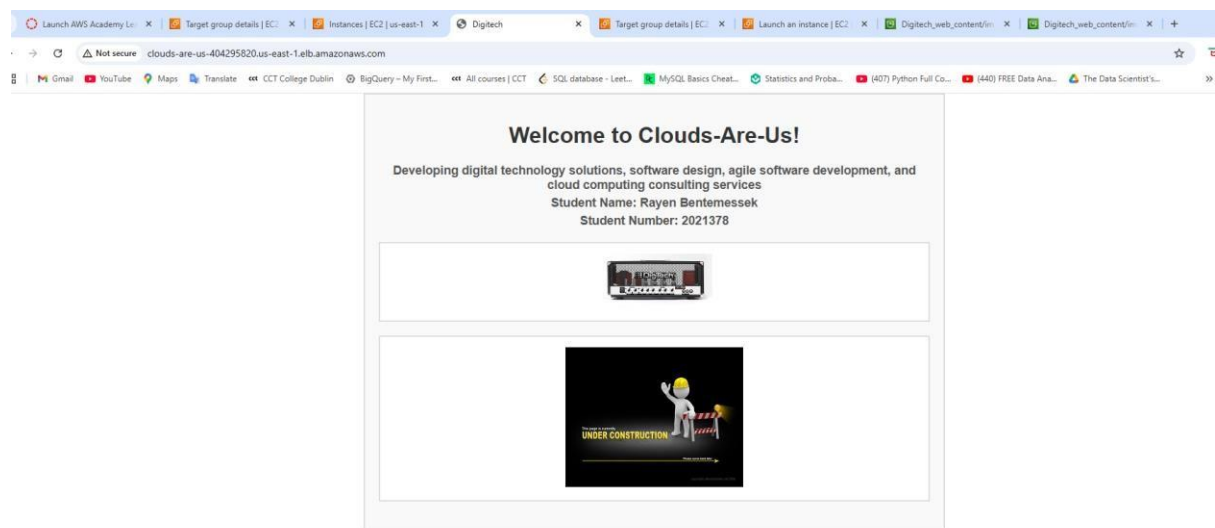 Launch AWS Academy Le
Target group details | EC2
Instances | EC2 | us-east-1
Digitech
Target group details | EC2
Launch an instance | EC2
Digitech_web_content/im
Digitech_web_content/im
Not secure
clouds-are-us-404295820.us-east-1.elb.amazonaws.com
Gmail
YouTube
Maps
Translate
CCT College Dublin
BigQuery – My First...
All courses | CCT
SQL database - Leet...
MySQL Basics Cheat...
Statistics and Proba...
(407) Python Full Co...
(440) FREE Data Ana...
The Data Scientist's...
Welcome to Clouds-Are-Us!
Developing digital technology solutions, software design, agile software development, and
cloud computing consulting services
Student Name: Rayen Bentemessek
Student Number: 2021378
Digitech
This page is currently
UNDER CONSTRUCTION